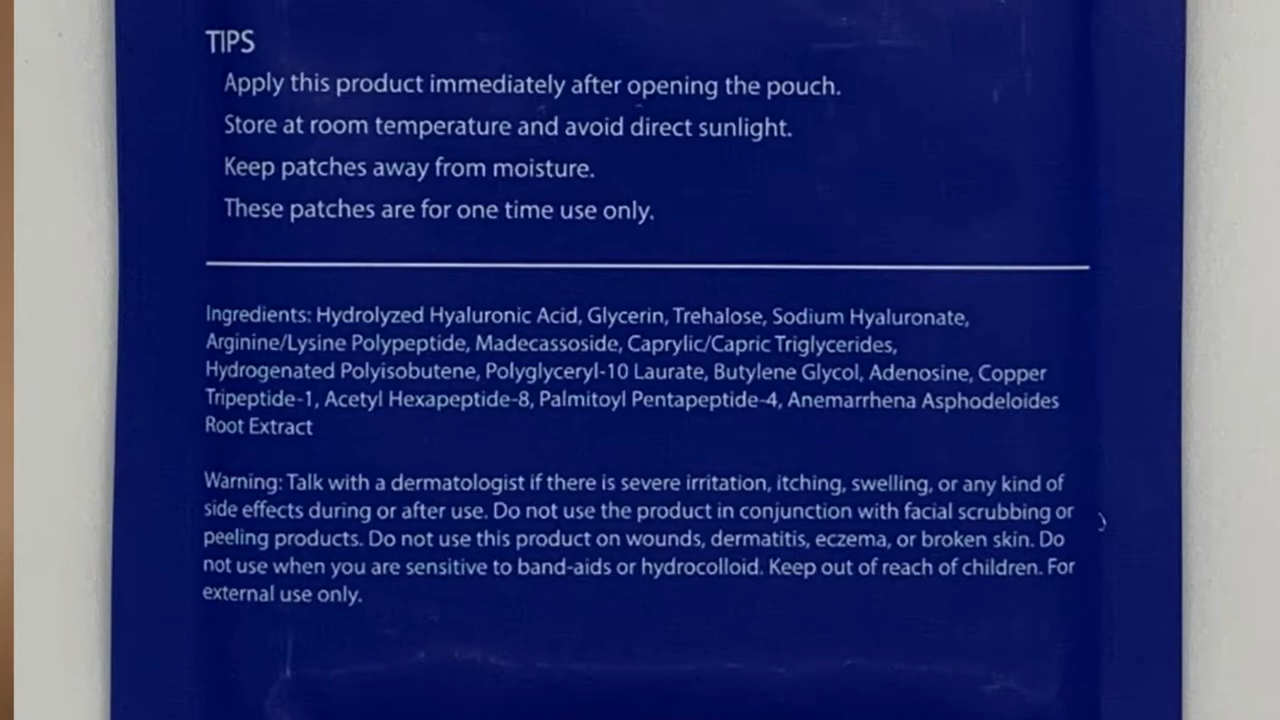 TIPS
Apply this product immediately after opening the pouch.
Store at room temperature and avoid direct sunlight.
Keep patches away from moisture.
These patches are for one time use only.
Ingredients: Hydrolyzed Hyaluronic Acid, Glycerin, Trehalose, Sodium Hyaluronate,
Arginine/Lysine Polypeptide, Madecassoside, Caprylic/Capric Triglycerides,
Hydrogenated Polyisobutene, Polyglyceryl-10 Laurate, Butylene Glycol, Adenosine, Copper
Tripeptide-1, Acetyl Hexapeptide-8, Palmitoyl Pentapeptide-4, Anemarrhena Asphodeloides
Root Extract
Warning: Talk with a dermatologist if there is severe irritation, itching, swelling, or any kind of
side effects during or after use. Do not use the product in conjunction with facial scrubbing or
peeling products. Do not use this product on wounds, dermatitis, eczema, or broken skin. Do
not use when you are sensitive to band-aids or hydrocolloid. Keep out of reach of children. For
external use only.